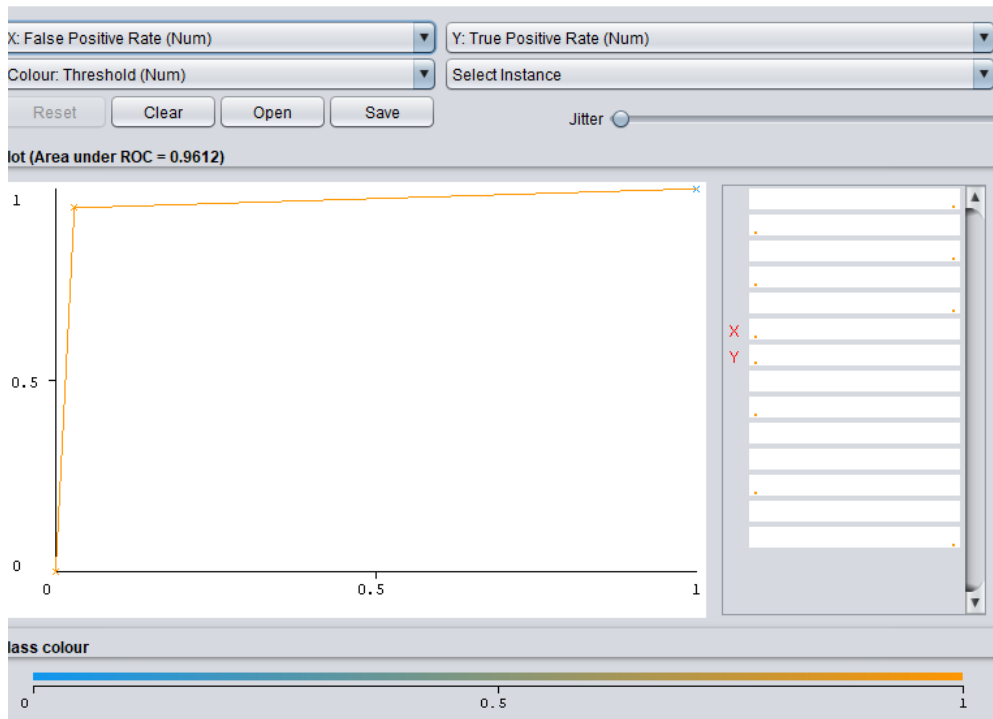 X: False Positive Rate (Num) Y: True Positive Rate (Num)
Colour: Threshold (Num) Select Instance
Reset Clear Open Save Jitter
lot (Area under ROC = 0.9612)
1
X
Y
0.5
0
0 0.5 1
lass colour
0 0.5 1